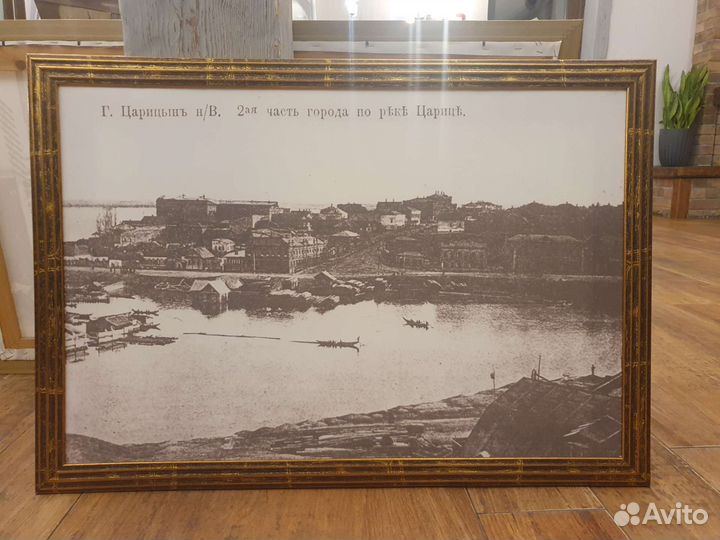 Г. Царицынъ н/В. 2ая часть города по рѣкѣ Царицѣ.
Avito